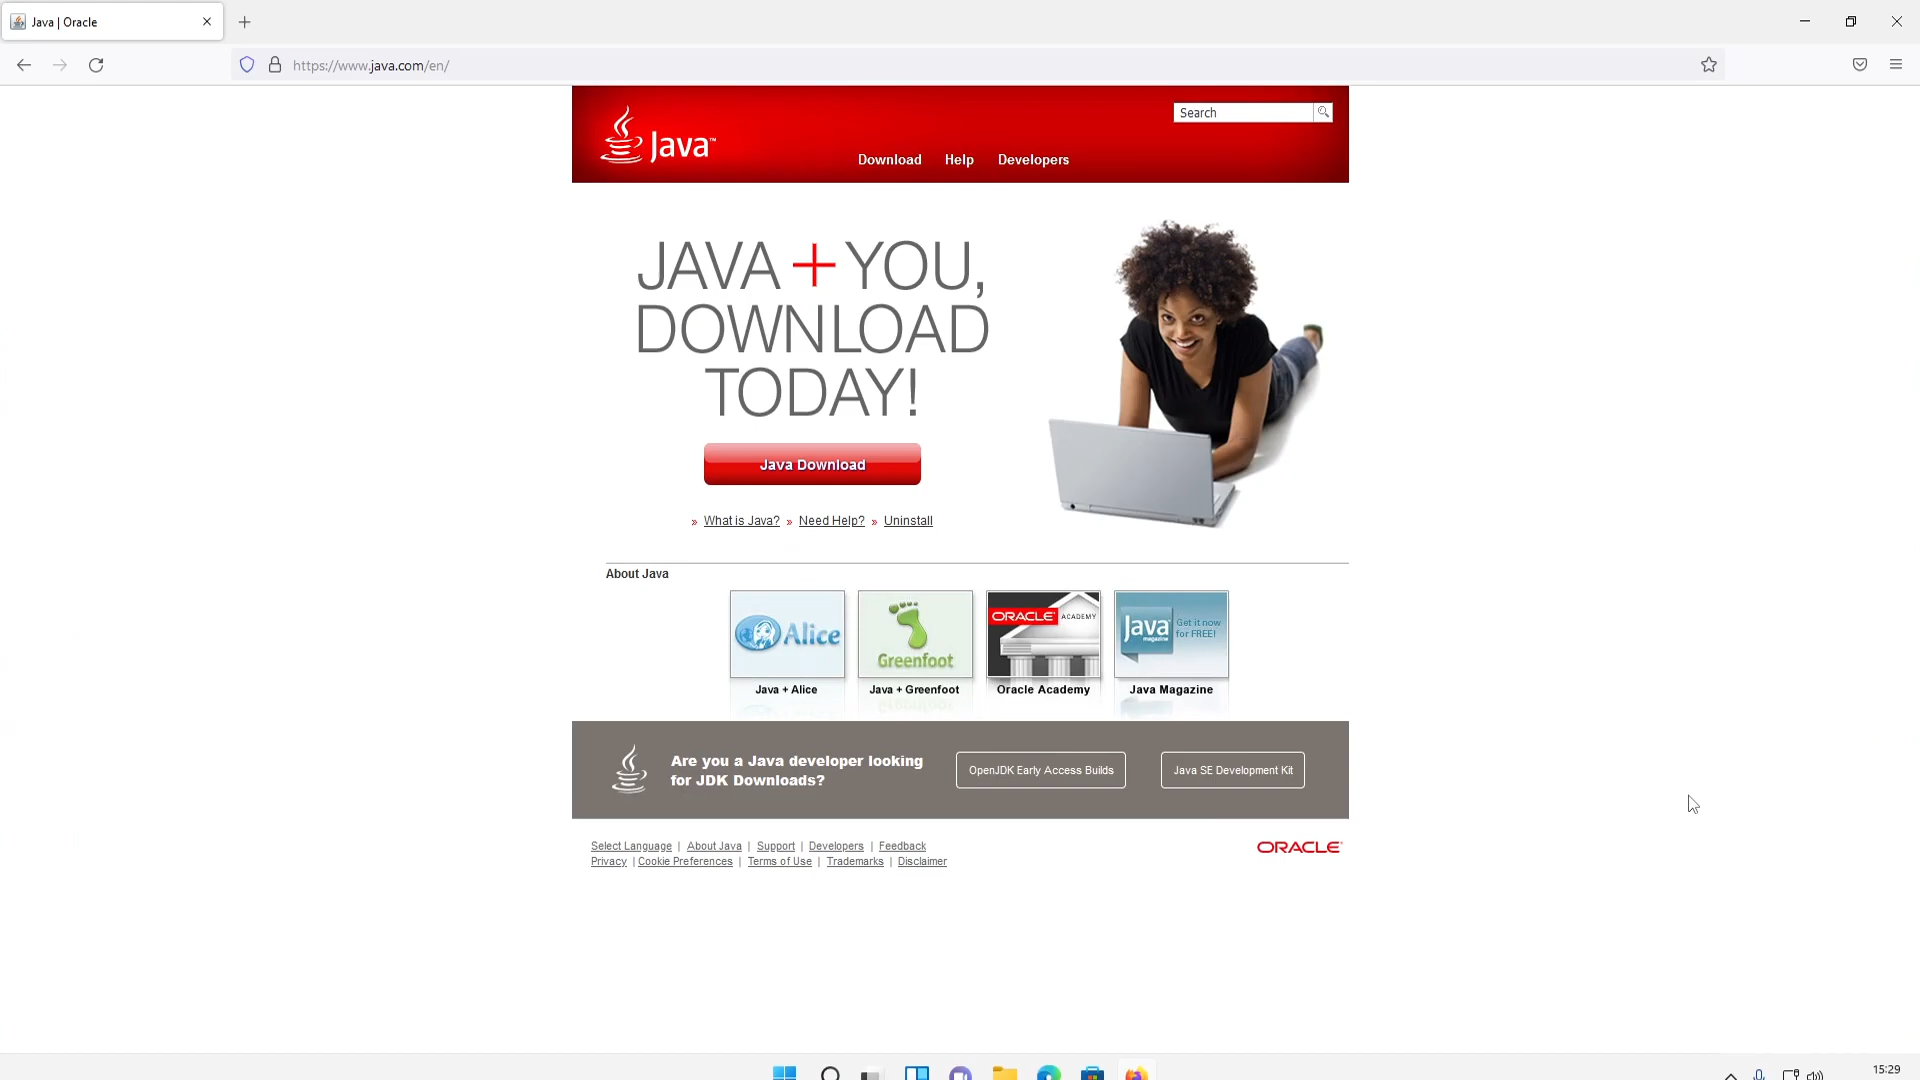 Java | Oracle
https://www.java.com/en/
Search
Java™
Download Help Developers
JAVA + YOU,
DOWNLOAD
TODAY!
Java Download
» What is Java? » Need Help? » Uninstall
About Java
Alice
Greenfoot
ORACLE ACADEMY
Java magazine
Get it now
for FREE!
Java + Alice
Java + Greenfoot
Oracle Academy
Java Magazine
Are you a Java developer looking
for JDK Downloads?
OpenJDK Early Access Builds
Java SE Development Kit
Select Language | About Java | Support | Developers | Feedback
Privacy | Cookie Preferences | Terms of Use | Trademarks | Disclaimer
ORACLE
15:29